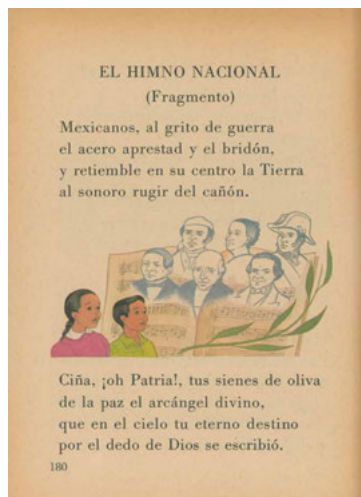 EL HIMNO NACIONAL
(Fragmento)
Mexicanos, al grito de guerra
el acero aprestad y el bridón,
y retiemble en su centro la Tierra
al sonoro rugir del cañón.
Ciña, ¡oh Patria!, tus sienes de oliva
de la paz el arcángel divino,
que en el cielo tu eterno destino
por el dedo de Dios se escribió.
180